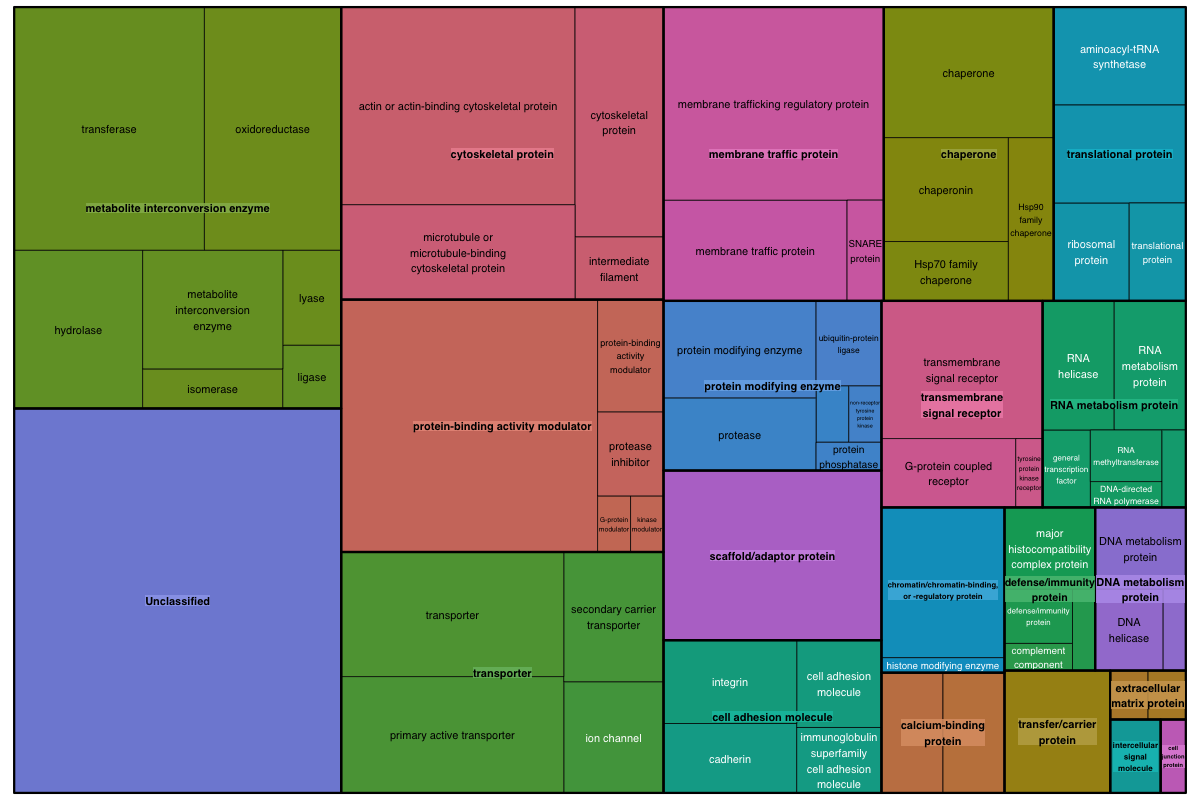 transferase
oxidoreductase
metabolite interconversion enzyme
hydrolase
metabolite
interconversion
enzyme
lyase
isomerase
ligase
Unclassified
actin or actin-binding cytoskeletal protein
cytoskeletal
protein
cytoskeletal protein
microtubule or
microtubule-binding
cytoskeletal protein
intermediate
filament
protein-binding
activity
modulator
protein-binding activity modulator
protease
inhibitor
G-protein
modulator
kinase
modulator
transporter
secondary carrier
transporter
transporter
primary active transporter
ion channel
membrane trafficking regulatory protein
membrane traffic protein
membrane traffic protein
SNARE
protein
protein modifying enzyme
ubiquitin-protein
ligase
protein modifying enzyme
non-receptor
tyrosine
protein
kinase
protease
protein
phosphatase
scaffold/adaptor protein
integrin
cell adhesion
molecule
cell adhesion molecule
cadherin
immunoglobulin
superfamily
cell adhesion
molecule
chaperone
chaperone
chaperonin
Hsp90
family
chaperone
Hsp70 family
chaperone
aminoacyl-tRNA
synthetase
translational protein
ribosomal
protein
translational
protein
transmembrane
signal receptor
transmembrane
signal receptor
G-protein coupled
receptor
tyrosine
protein
kinase
receptor
RNA
helicase
RNA
metabolism
protein
RNA metabolism protein
general
transcription
factor
RNA
methyltransferase
DNA-directed
RNA polymerase
chromatin/chromatin-binding,
or -regulatory protein
histone modifying enzyme
major
histocompatibility
complex protein
defense/immunity
protein
defense/immunity
protein
complement
component
DNA metabolism
protein
DNA metabolism
protein
DNA
helicase
calcium-binding
protein
transfer/carrier
protein
extracellular
matrix protein
intercellular
signal
molecule
cell
junction
protein